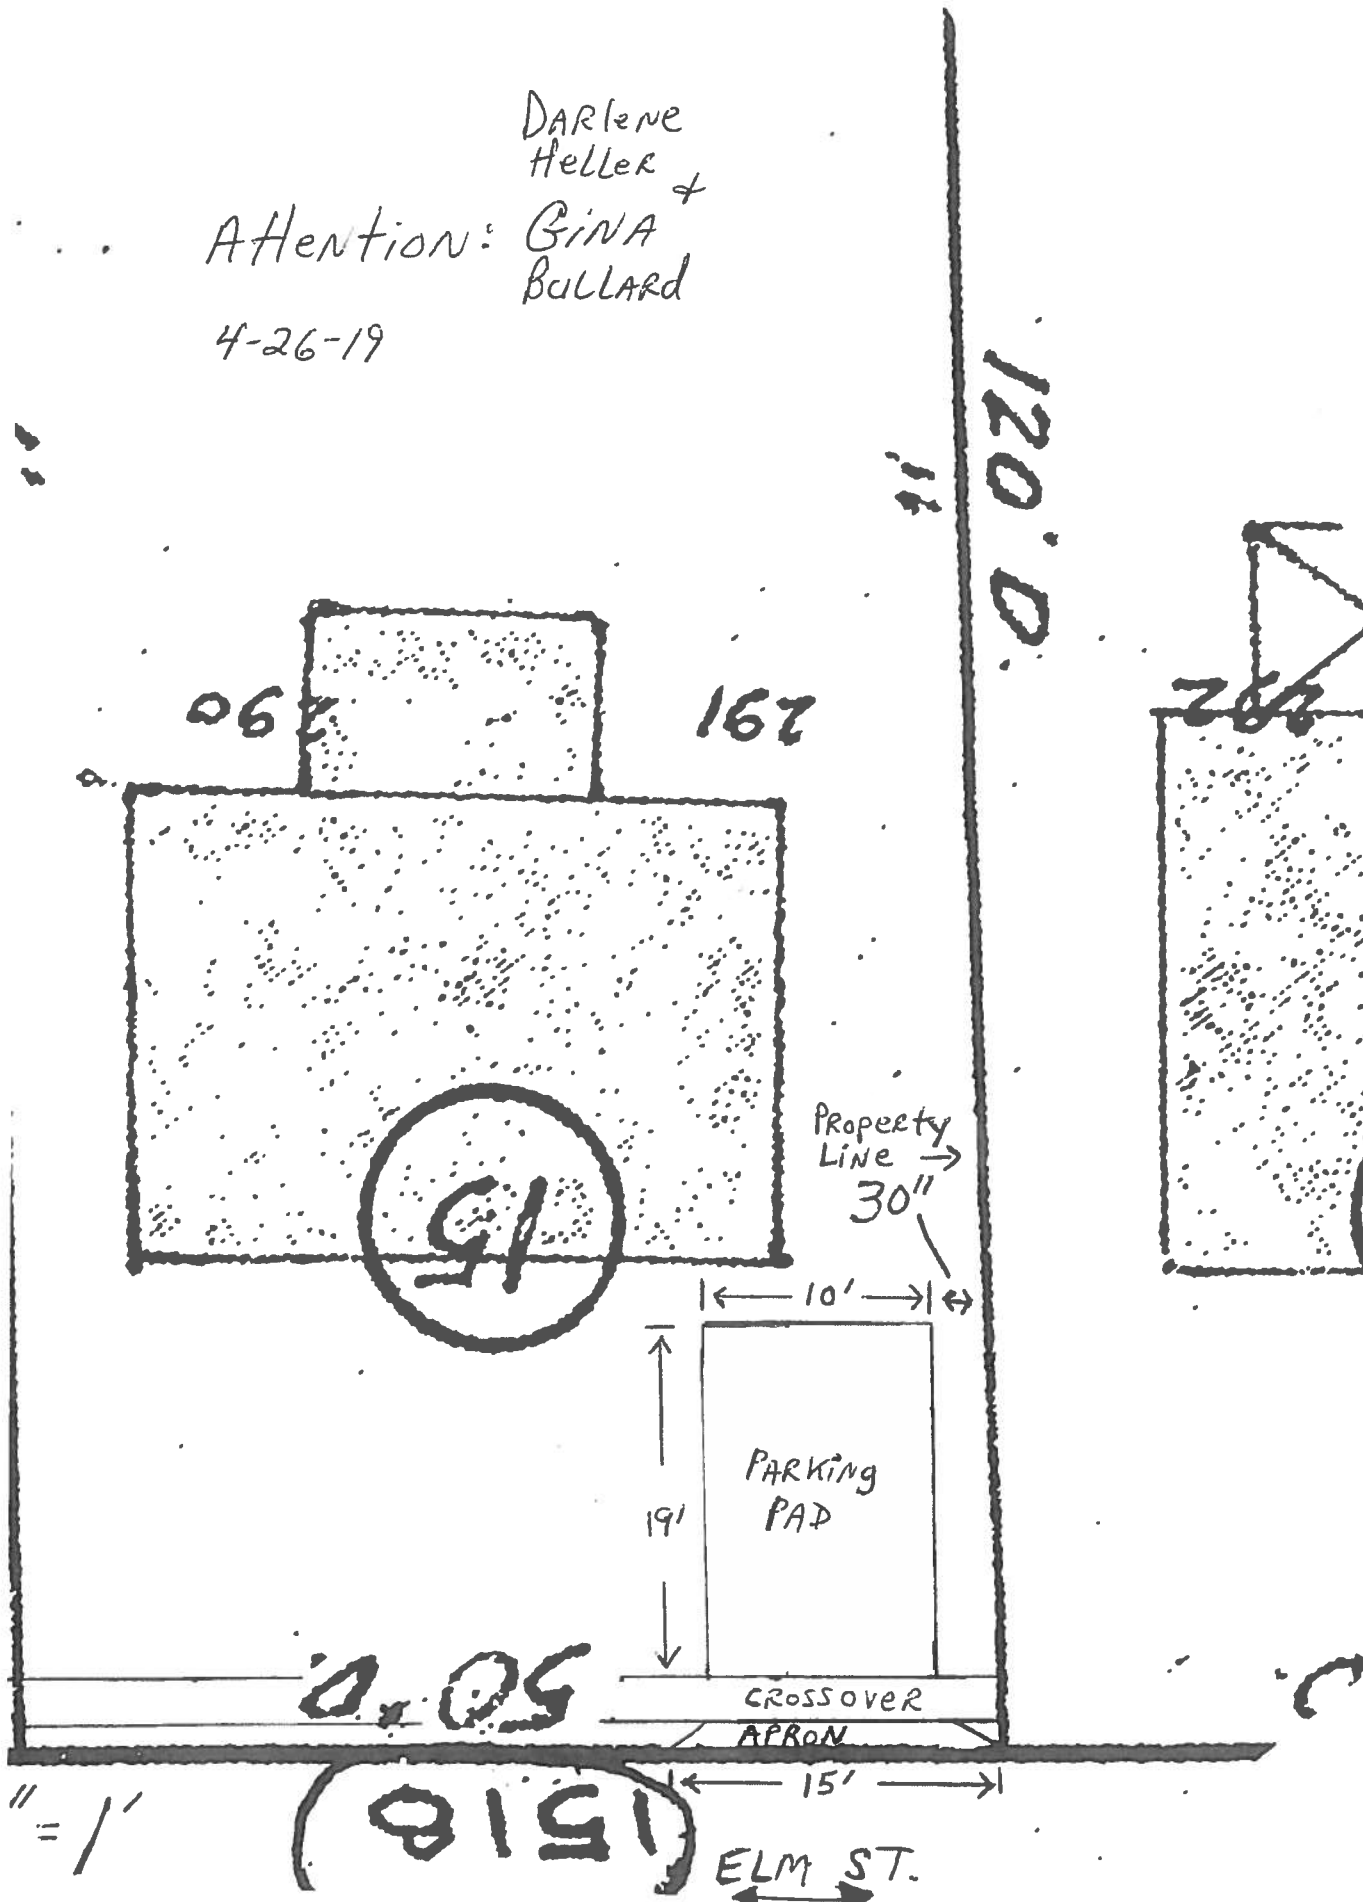 DARleNe
HeLLeR &
Attention: GiNA
BULLARd
4-26-19
120.0
290
291
292
PRopeRty
LiNe →
30"
15
10'
19'
PARKiNg
PAD
50.0
CROSSOVER
APRON
15'
"=1'
(1518)
ELM ST.